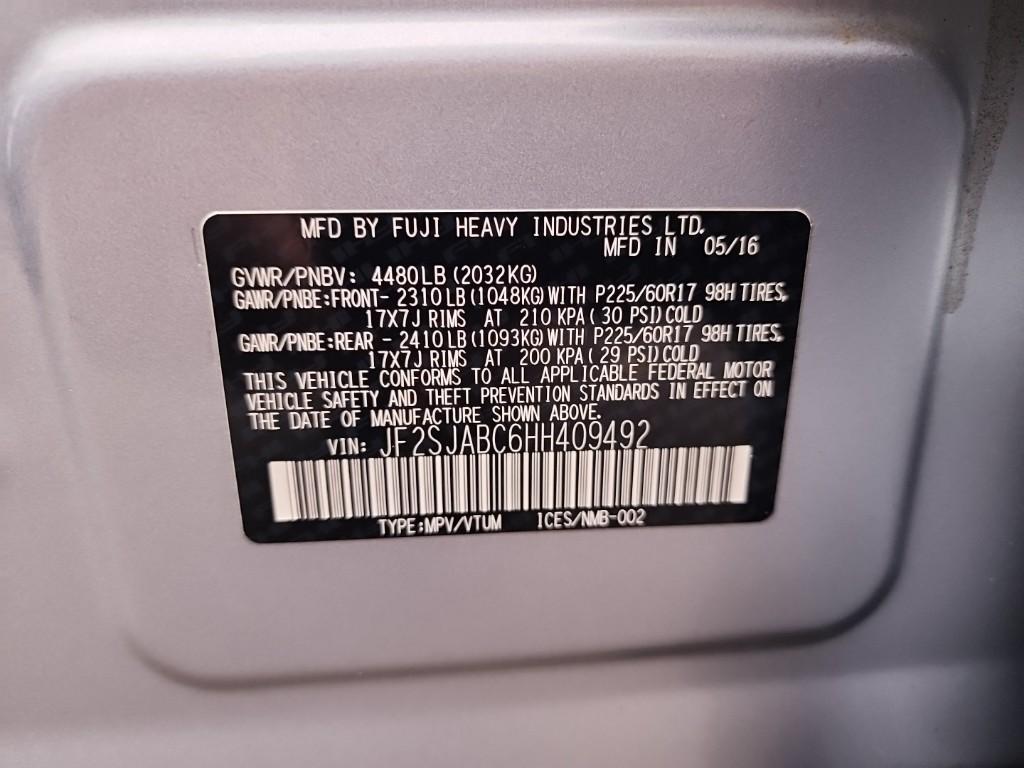 MFD BY FUJI HEAVY INDUSTRIES LTD.
MFD IN 05/16
GVWR/PNBV: 4480LB (2032KG)
GAWR/PNBE:FRONT- 2310LB (1048KG) WITH P225/60R17 98H TIRES,
17X7J RIMS AT 210 KPA ( 30 PSI) COLD
GAWR/PNBE:REAR - 2410LB (1093KG) WITH P225/60R17 98H TIRES,
17X7J RIMS AT 200 KPA ( 29 PSI) COLD
THIS VEHICLE CONFORMS TO ALL APPLICABLE FEDERAL MOTOR
VEHICLE SAFETY AND THEFT PREVENTION STANDARDS IN EFFECT ON
THE DATE OF MANUFACTURE SHOWN ABOVE.
VIN: JF2SJABC6HH409492
TYPE:MPV/VTUM ICES/NMB-002